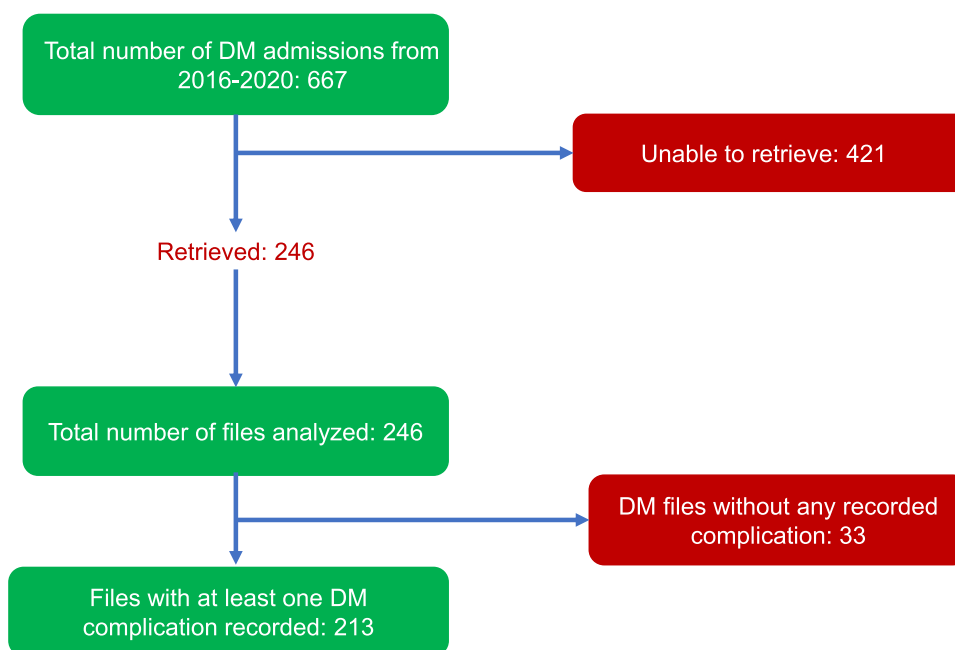 Total number of DM admissions from
2016-2020: 667
Unable to retrieve: 421
Retrieved: 246
Total number of files analyzed: 246
DM files without any recorded
complication: 33
Files with at least one DM
complication recorded: 213